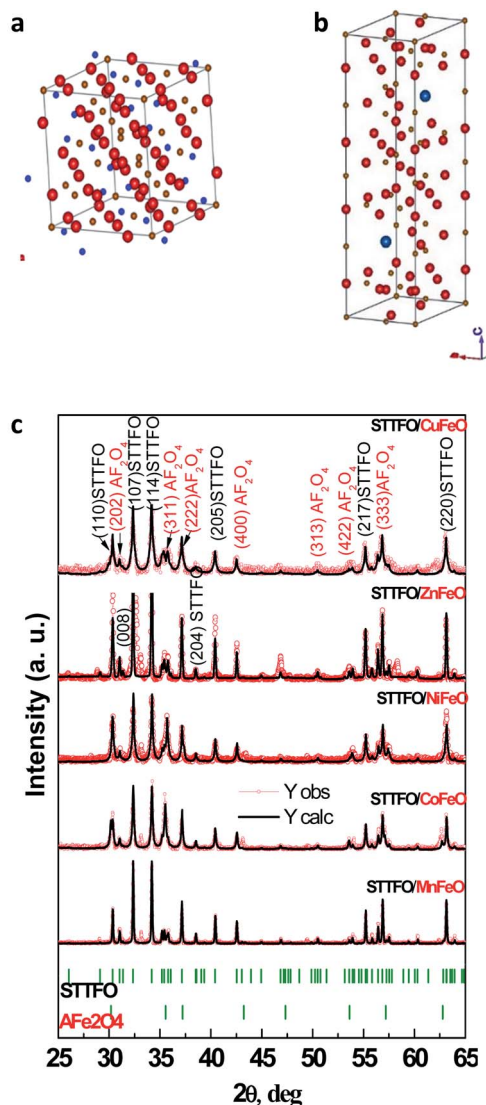 a
b
c
c
STTFO/CuFeO
(110)STTFO
(202) AF2O4
(107)STTFO
(114)STTFO
(311) AF2O4
(222)AF2O4
(205)STTFO
(400) AF2O4
(313) AF2O4
(422) AF2O4
(217)STTFO
(333)AF2O4
(220)STTFO
STTFO/ZnFeO
(008)
(204) STTFO
STTFO/NiFeO
Y obs
Y calc
STTFO/CoFeO
STTFO/MnFeO
STTFO
AFe2O4
Intensity (a. u.)
25 30 35 40 45 50 55 60 65
2θ, deg